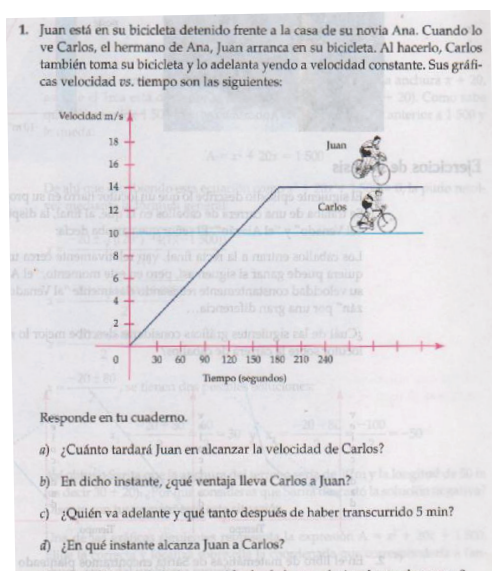 1. Juan está en su bicicleta detenido frente a la casa de su novia Ana. Cuando lo
ve Carlos, el hermano de Ana, Juan arranca en su bicicleta. Al hacerlo, Carlos
también toma su bicicleta y lo adelanta yendo a velocidad constante. Sus gráfi-
cas velocidad vs. tiempo son las siguientes:
Velocidad m/s
18
16
14
12
10
8
6
4
2
0
Juan
Carlos
30 60 90 120 150 180 210 240
Tiempo (segundos)
Responde en tu cuaderno.
a) ¿Cuánto tardará Juan en alcanzar la velocidad de Carlos?
b) En dicho instante, ¿qué ventaja lleva Carlos a Juan?
c) ¿Quién va adelante y qué tanto después de haber transcurrido 5 min?
d) ¿En qué instante alcanza Juan a Carlos?